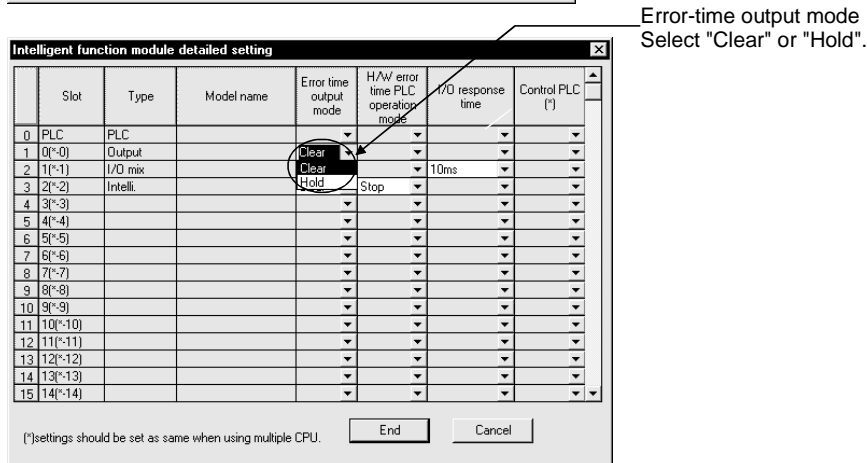 Error-time output mode
Select "Clear" or "Hold".
Intelligent function module detailed setting
Slot Type Model name Error time output mode H/W error time PLC operation mode I/O response time Control PLC (*)
0 PLC PLC
1 0(*-0) Output Clear
2 1(*-1) I/O mix Clear 10ms
3 2(*-2) Intelli. Hold Stop
4 3(*-3)
5 4(*-4)
6 5(*-5)
7 6(*-6)
8 7(*-7)
9 8(*-8)
10 9(*-9)
11 10(*-10)
12 11(*-11)
13 12(*-12)
14 13(*-13)
15 14(*-14)
(*)settings should be set as same when using multiple CPU. End Cancel